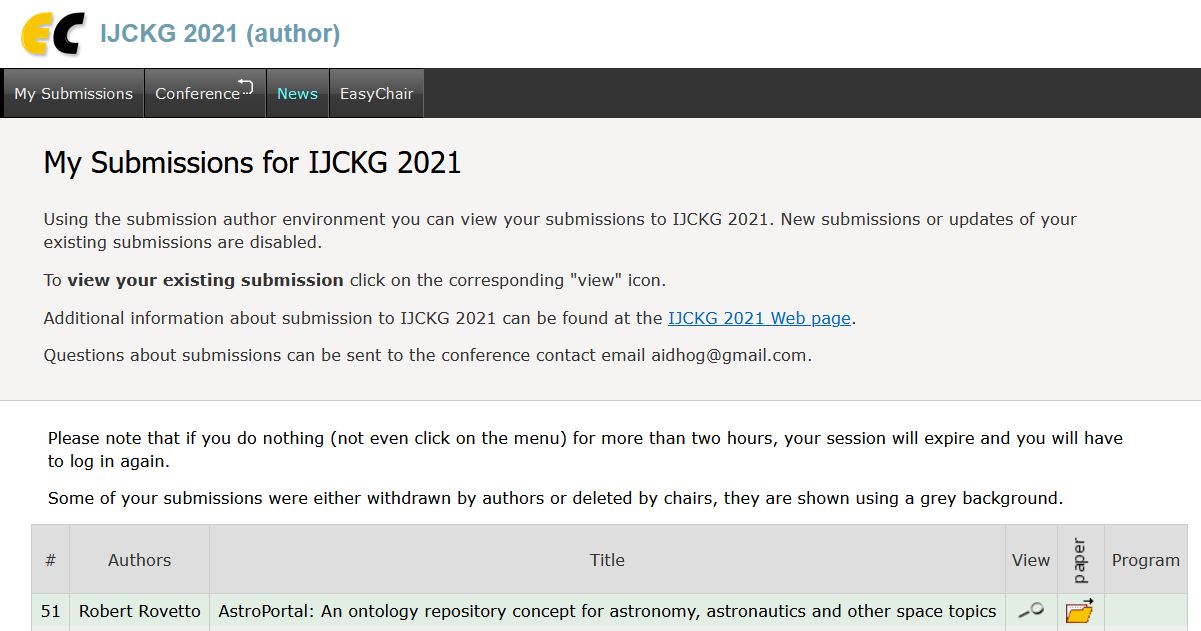 EC IJCKG 2021 (author)
My Submissions Conference News EasyChair
My Submissions for IJCKG 2021
Using the submission author environment you can view your submissions to IJCKG 2021. New submissions or updates of your
existing submissions are disabled.
To view your existing submission click on the corresponding "view" icon.
Additional information about submission to IJCKG 2021 can be found at the IJCKG 2021 Web page.
Questions about submissions can be sent to the conference contact email aidhog@gmail.com.
Please note that if you do nothing (not even click on the menu) for more than two hours, your session will expire and you will have
to log in again.
Some of your submissions were either withdrawn by authors or deleted by chairs, they are shown using a grey background.
# Authors Title View paper Program
51 Robert Rovetto AstroPortal: An ontology repository concept for astronomy, astronautics and other space topics